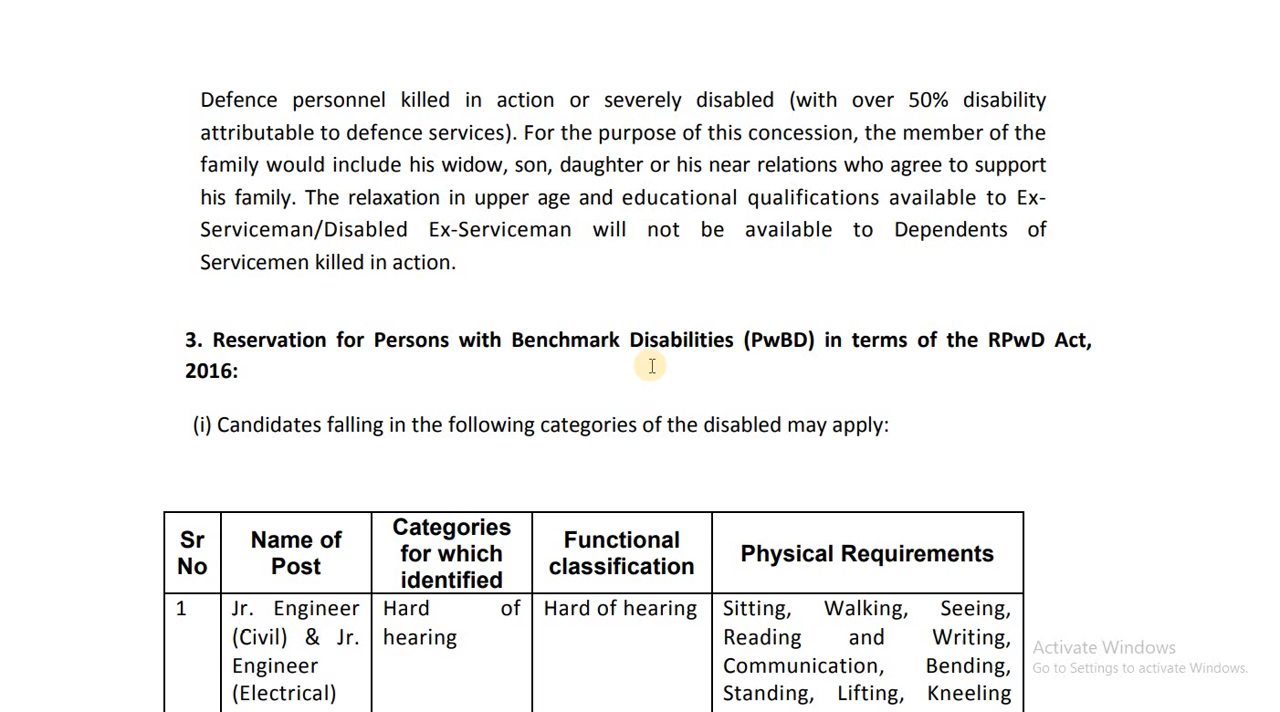 Defence personnel killed in action or severely disabled (with over 50% disability
attributable to defence services). For the purpose of this concession, the member of the
family would include his widow, son, daughter or his near relations who agree to support
his family. The relaxation in upper age and educational qualifications available to Ex-
Serviceman/Disabled Ex-Serviceman will not be available to Dependents of
Servicemen killed in action.
3. Reservation for Persons with Benchmark Disabilities (PwBD) in terms of the RPwD Act,
2016:
(i) Candidates falling in the following categories of the disabled may apply:
Sr
No
Name of
Post
Categories
for which
identified
Functional
classification
Physical Requirements
1
Jr. Engineer
(Civil) & Jr.
Engineer
(Electrical)
Hard of
hearing
Hard of hearing
Sitting, Walking, Seeing,
Reading and Writing,
Communication, Bending,
Standing, Lifting, Kneeling
Activate Windows
Go to Settings to activate Windows.